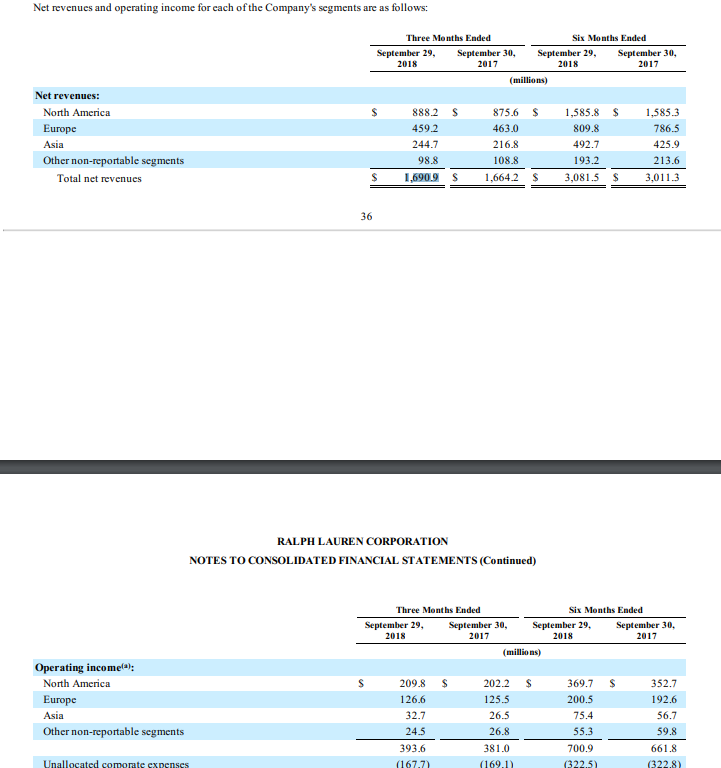 Net revenues and operating income for each of the Company's segments are as follows:
Three Months Ended Six Months Ended
September 29, 2018 September 30, 2017 September 29, 2018 September 30, 2017
(millions)
Net revenues:
North America $ 888.2 $ 875.6 $ 1,585.8 $ 1,585.3
Europe 459.2 463.0 809.8 786.5
Asia 244.7 216.8 492.7 425.9
Other non-reportable segments 98.8 108.8 193.2 213.6
Total net revenues $ 1,690.9 $ 1,664.2 $ 3,081.5 $ 3,011.3
36
RALPH LAUREN CORPORATION
NOTES TO CONSOLIDATED FINANCIAL STATEMENTS (Continued)
Three Months Ended Six Months Ended
September 29, 2018 September 30, 2017 September 29, 2018 September 30, 2017
(millions)
Operating income(a):
North America $ 209.8 $ 202.2 $ 369.7 $ 352.7
Europe 126.6 125.5 200.5 192.6
Asia 32.7 26.5 75.4 56.7
Other non-reportable segments 24.5 26.8 55.3 59.8
393.6 381.0 700.9 661.8
Unallocated corporate expenses (167.7) (169.1) (322.5) (322.8)